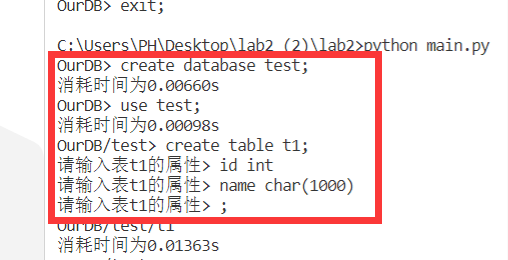 OurDB> exit;
C:\Users\PH\Desktop\lab2 (2)\lab2>python main.py
OurDB> create database test;
消耗时间为0.00660s
OurDB> use test;
消耗时间为0.00098s
OurDB/test> create table t1;
请输入表t1的属性> id int
请输入表t1的属性> name char(1000)
请输入表t1的属性> ;
OurDB/test/t1
消耗时间为0.01363s